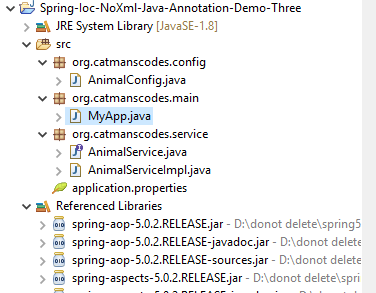 Spring-Ioc-NoXml-Java-Annotation-Demo-Three
JRE System Library [JavaSE-1.8]
src
org.catmanscodes.config
AnimalConfig.java
org.catmanscodes.main
MyApp.java
org.catmanscodes.service
AnimalService.java
AnimalServiceImpl.java
application.properties
Referenced Libraries
spring-aop-5.0.2.RELEASE.jar - D:\donot delete\spring5
spring-aop-5.0.2.RELEASE-javadoc.jar - D:\donot delete
spring-aop-5.0.2.RELEASE-sources.jar - D:\donot delete
spring-aspects-5.0.2.RELEASE.jar - D:\donot delete\spri